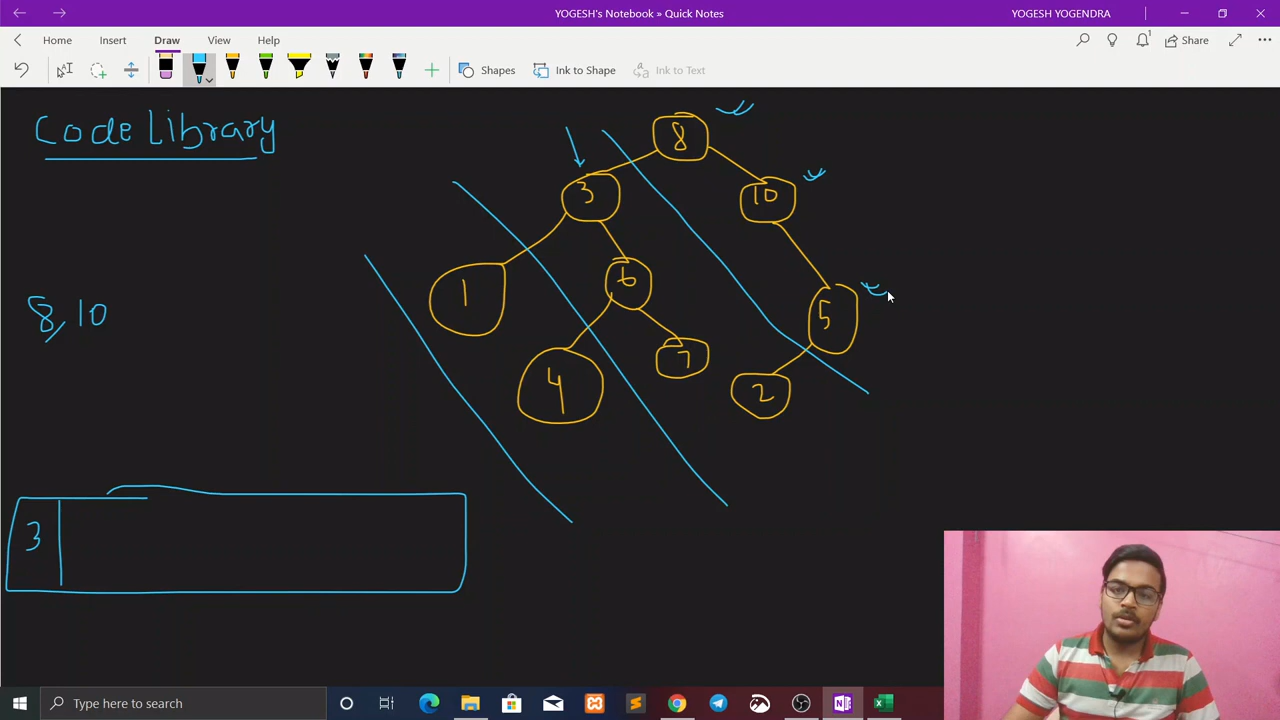 YOGESH's Notebook » Quick Notes
YOGESH YOGENDRA
Home Insert Draw View Help
Share
Shapes
Ink to Shape
Ink to Text
Code Library
8
3
10
1
6
5
4
7
2
8, 10
3
Type here to search